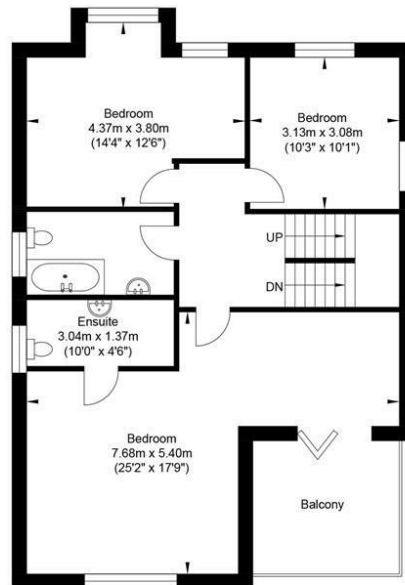 Bedroom
4.37m x 3.80m
(14'4" x 12'6")
Bedroom
3.13m x 3.08m
(10'3" x 10'1")
UP
DN
Ensuite
3.04m x 1.37m
(10'0" x 4'6")
Bedroom
7.68m x 5.40m
(25'2" x 17'9")
Balcony